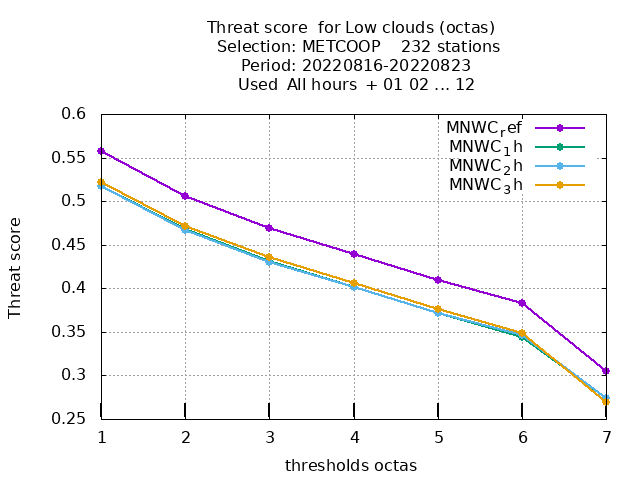 Threat score  for Low clouds (octas)
Selection: METCOOP    232 stations
Period: 20220816-20220823
Used  All hours  + 01 02 ... 12
MNWC_ref
MNWC_1h
MNWC_2h
MNWC_3h
0.6
0.55
0.5
0.45
0.4
0.35
0.3
0.25
Threat score
1 2 3 4 5 6 7
thresholds octas